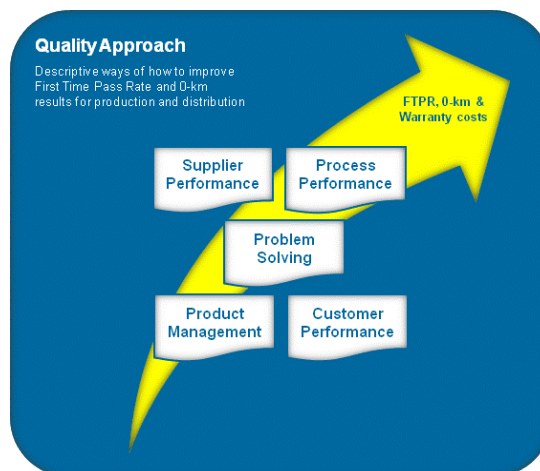 Quality Approach
Descriptive ways of how to improve
First Time Pass Rate and 0-km
results for production and distribution
FTPR, 0-km &
Warranty costs
Supplier
Performance
Process
Performance
Problem
Solving
Product
Management
Customer
Performance